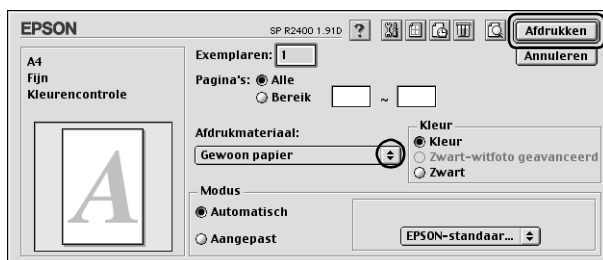 EPSON
SP R2400 1.91D
?
Afdrukken
Annuleren
A4
Fijn
Kleurencontrole
A
Exemplaren: 1
Pagina's: Alle
Bereik ~
Afdrukmateriaal:
Gewoon papier
Kleur
Kleur
Zwart-witfoto geavanceerd
Zwart
Modus
Automatisch
Aangepast
EPSON-standaar...